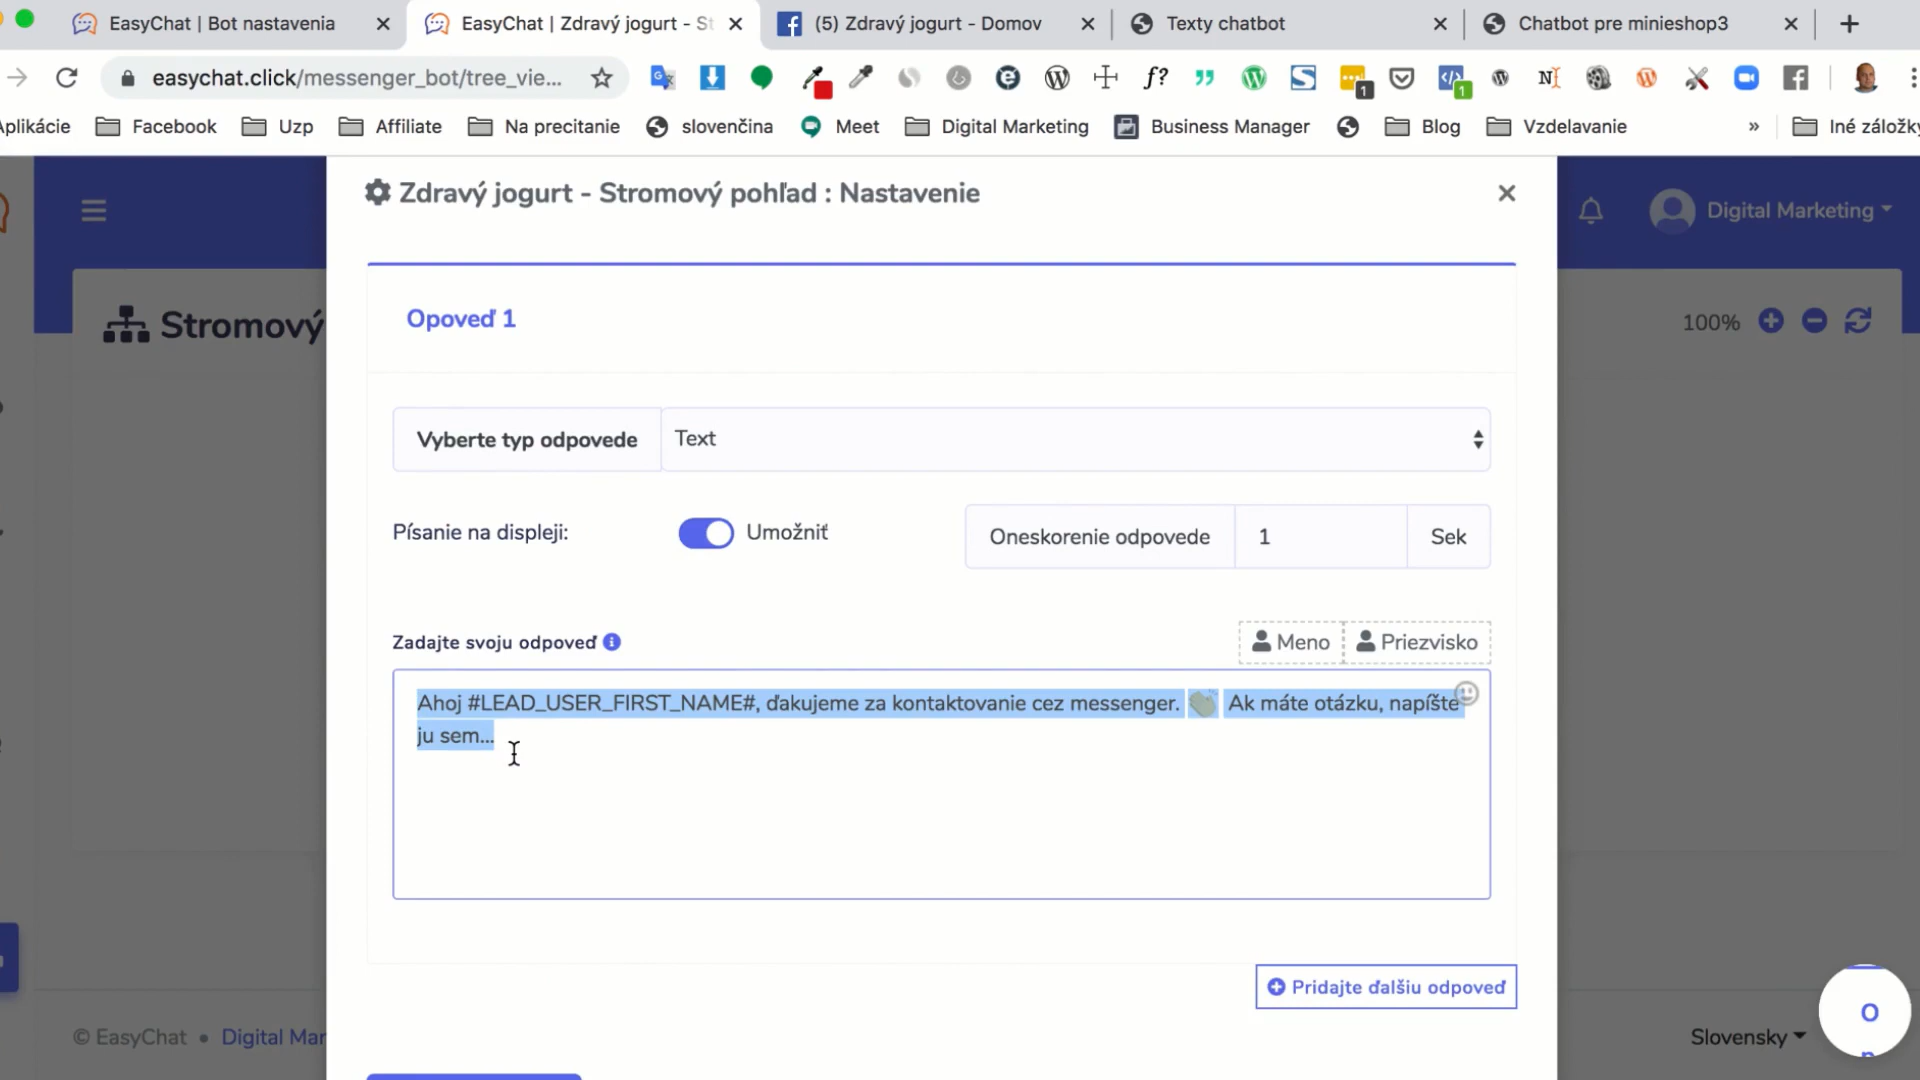 EasyChat | Bot nastavenia
EasyChat | Zdravý jogurt - St
(5) Zdravý jogurt - Domov
Texty chatbot
Chatbot pre minieshop3
easychat.click/messenger_bot/tree_vie...
plikácie
Facebook
Uzp
Affiliate
Na precitanie
slovenčina
Meet
Digital Marketing
Business Manager
Blog
Vzdelavanie
»
Iné záložky
Zdravý jogurt - Stromový pohľad : Nastavenie
Digital Marketing
Stromový
100%
Opoveď 1
Vyberte typ odpovede
Text
Písanie na displeji:
Umožniť
Oneskorenie odpovede
1
Sek
Zadajte svoju odpoveď
Meno
Priezvisko
Ahoj #LEAD_USER_FIRST_NAME#, ďakujeme za kontaktovanie cez messenger. 👏 Ak máte otázku, napíšte
ju sem...
Pridajte ďalšiu odpoveď
© EasyChat • Digital Mar
Slovensky
O